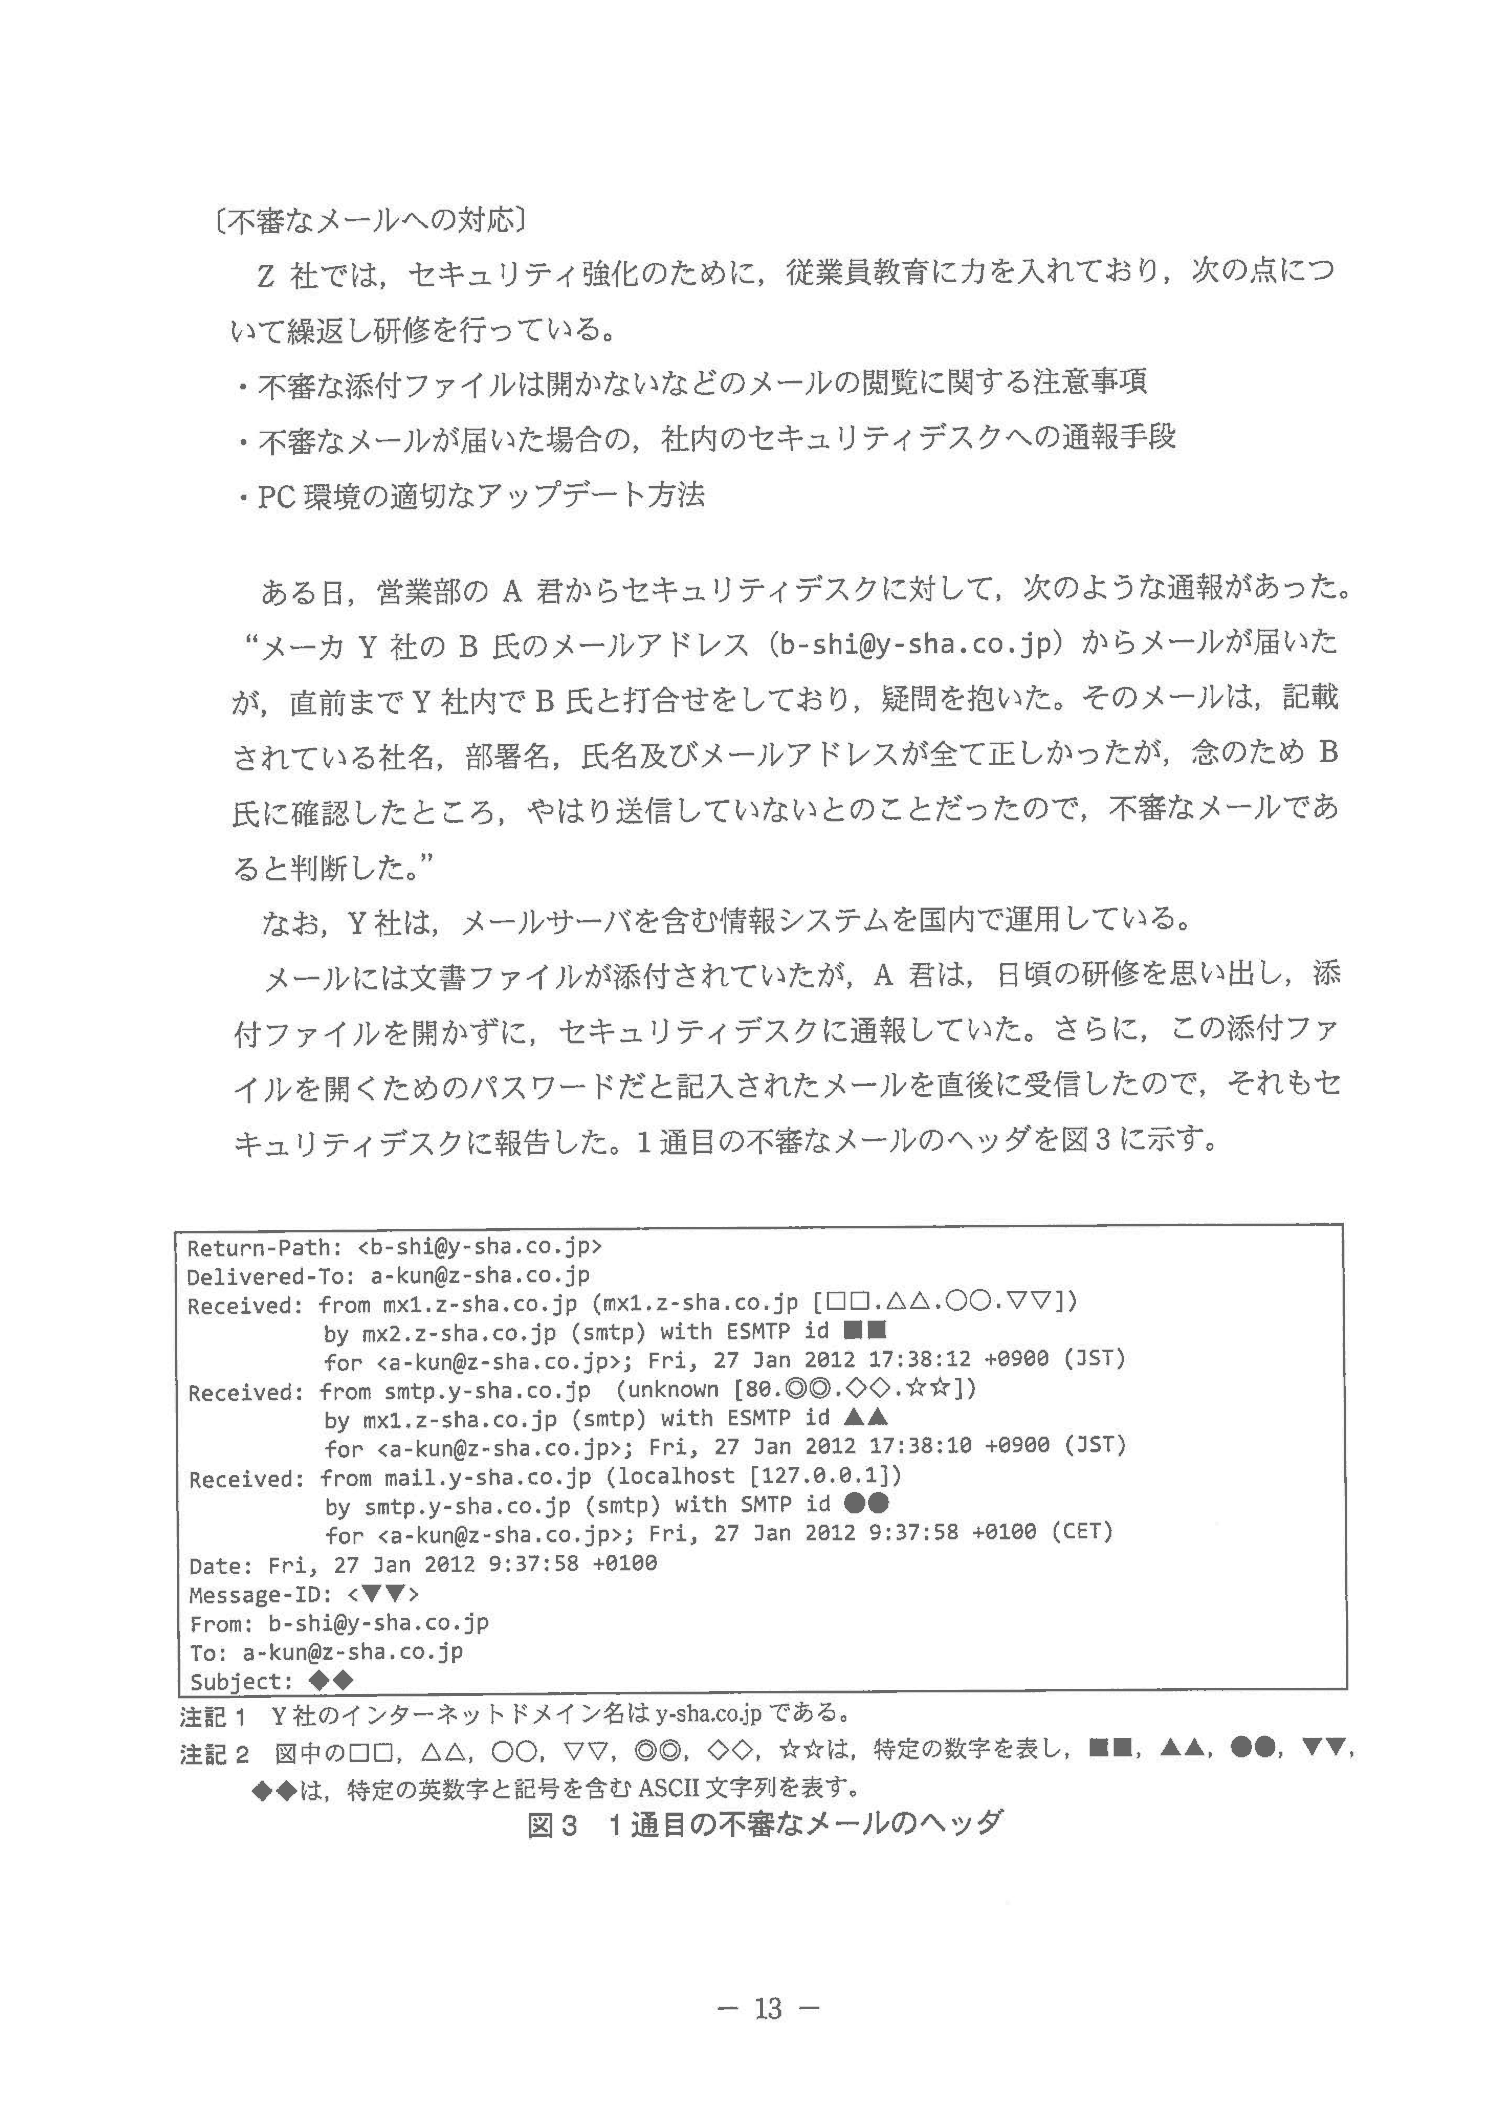 〔不審なメールへの対応〕
Z 社では，セキュリティ強化のために，従業員教育に力を入れており，次の点につ
いて繰返し研修を行っている。
・不審な添付ファイルは開かないなどのメールの閲覧に関する注意事項
・不審なメールが届いた場合の，社内のセキュリティデスクへの通報手段
・PC 環境の適切なアップデート方法
ある日，営業部の A 君からセキュリティデスクに対して，次のような通報があった。
“メーカ Y 社の B 氏のメールアドレス（b-shi@y-sha.co.jp）からメールが届いた
が，直前まで Y 社内で B 氏と打合せをしており，疑問を抱いた。そのメールは，記載
されている社名，部署名，氏名及びメールアドレスが全て正しかったが，念のため B
氏に確認したところ，やはり送信していないとのことだったので，不審なメールであ
ると判断した。”
なお，Y 社は，メールサーバを含む情報システムを国内で運用している。
メールには文書ファイルが添付されていたが，A 君は，日頃の研修を思い出し，添
付ファイルを開かずに，セキュリティデスクに通報していた。さらに，この添付ファ
イルを開くためのパスワードだと記入されたメールを直後に受信したので，それもセ
キュリティデスクに報告した。1 通目の不審なメールのヘッダを図 3 に示す。
Return-Path: <b-shi@y-sha.co.jp>
Delivered-To: a-kun@z-sha.co.jp
Received: from mx1.z-sha.co.jp (mx1.z-sha.co.jp [□□.△△.○○.▽▽])
by mx2.z-sha.co.jp (smtp) with ESMTP id ■■
for <a-kun@z-sha.co.jp>; Fri, 27 Jan 2012 17:38:12 +0900 (JST)
Received: from smtp.y-sha.co.jp (unknown [80.◎◎.◇◇.☆☆])
by mx1.z-sha.co.jp (smtp) with ESMTP id ▲▲
for <a-kun@z-sha.co.jp>; Fri, 27 Jan 2012 17:38:10 +0900 (JST)
Received: from mail.y-sha.co.jp (localhost [127.0.0.1])
by smtp.y-sha.co.jp (smtp) with SMTP id ●●
for <a-kun@z-sha.co.jp>; Fri, 27 Jan 2012 9:37:58 +0100 (CET)
Date: Fri, 27 Jan 2012 9:37:58 +0100
Message-ID: <▼▼>
From: b-shi@y-sha.co.jp
To: a-kun@z-sha.co.jp
Subject: ◆◆
注記 1 Y 社のインターネットドメイン名は y-sha.co.jp である。
注記 2 図中の□□，△△，○○，▽▽，◎◎，◇◇，☆☆は，特定の数字を表し，■■，▲▲，●●，▼▼，
◆◆は，特定の英数字と記号を含む ASCII 文字列を表す。
図 3 1 通目の不審なメールのヘッダ
－ 13 －